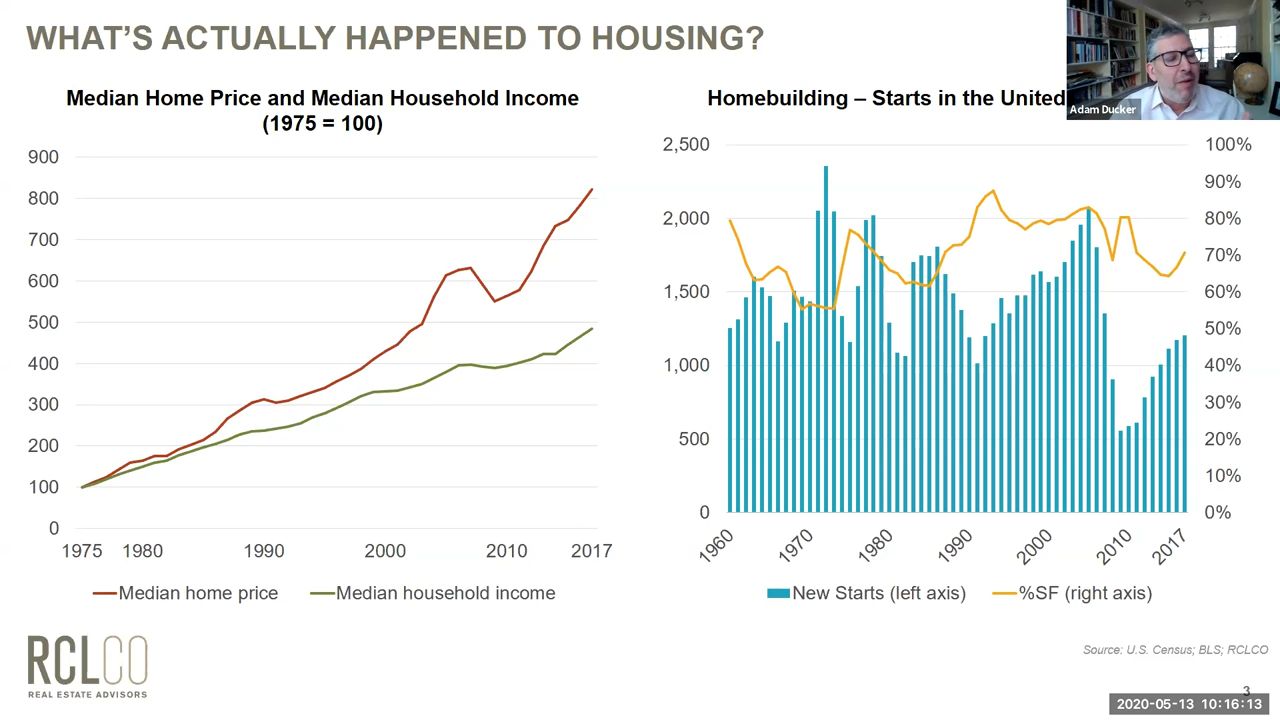 WHAT'S ACTUALLY HAPPENED TO HOUSING?
Adam Ducker
Median Home Price and Median Household Income
(1975 = 100)
900
800
700
600
500
400
300
200
100
0
1975 1980 1990 2000 2010 2017
Median home price Median household income
Homebuilding – Starts in the United
2,500
2,000
1,500
1,000
500
0
100%
90%
80%
70%
60%
50%
40%
30%
20%
10%
0%
1960 1970 1980 1990 2000 2010 2017
New Starts (left axis) %SF (right axis)
RCLCO
REAL ESTATE ADVISORS
Source: U.S. Census; BLS; RCLCO
3
2020-05-13 10:16:13